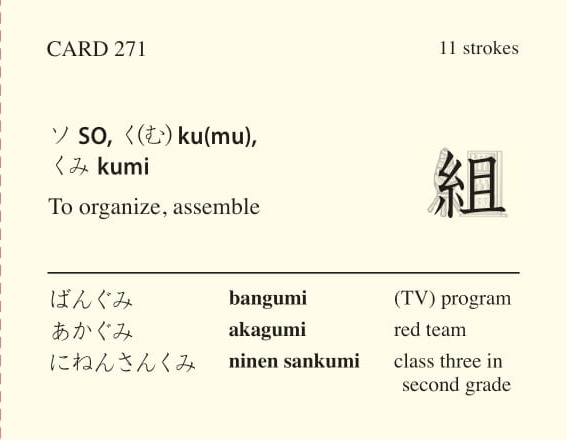 CARD 271
11 strokes
ソ SO, く(む) ku(mu),
くみ kumi
To organize, assemble
組
ばんぐみ bangumi (TV) program
あかぐみ akagumi red team
にねんさんくみ ninen sankumi class three in
second grade